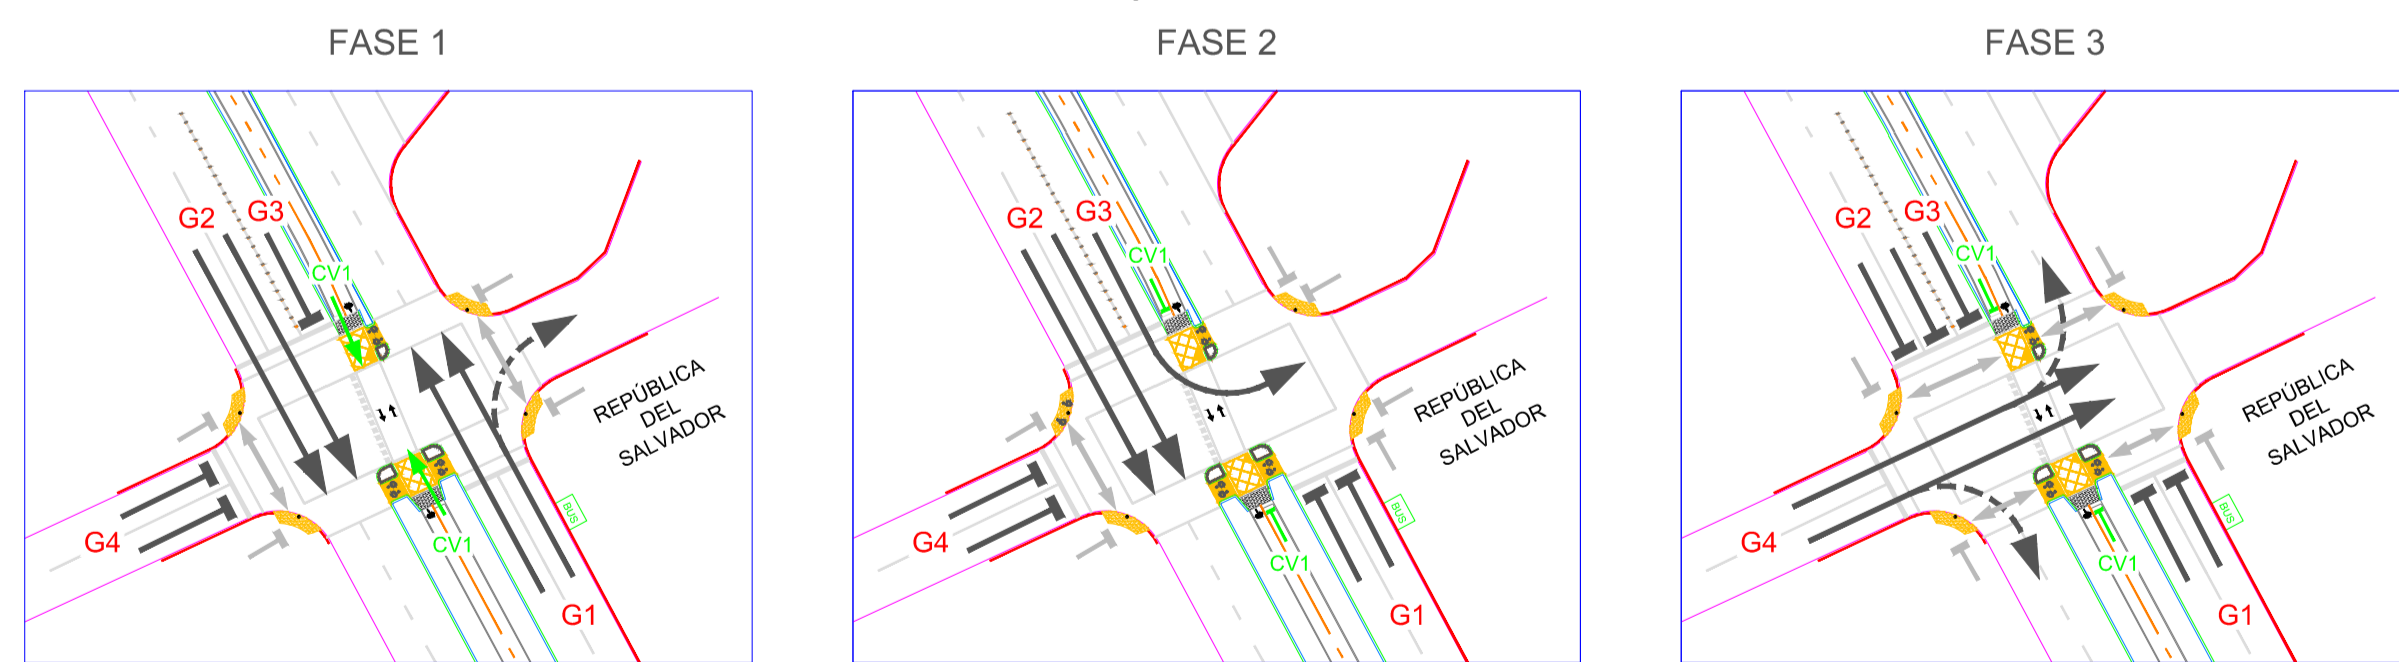 FASE 1
FASE 2
FASE 3
G2
G3
CV1
REPÚBLICA
DEL
SALVADOR
BUS
G4
CV1
G1
G2
G3
CV1
REPÚBLICA
DEL
SALVADOR
BUS
G4
CV1
G1
G2
G3
CV1
REPÚBLICA
DEL
SALVADOR
BUS
G4
CV1
G1